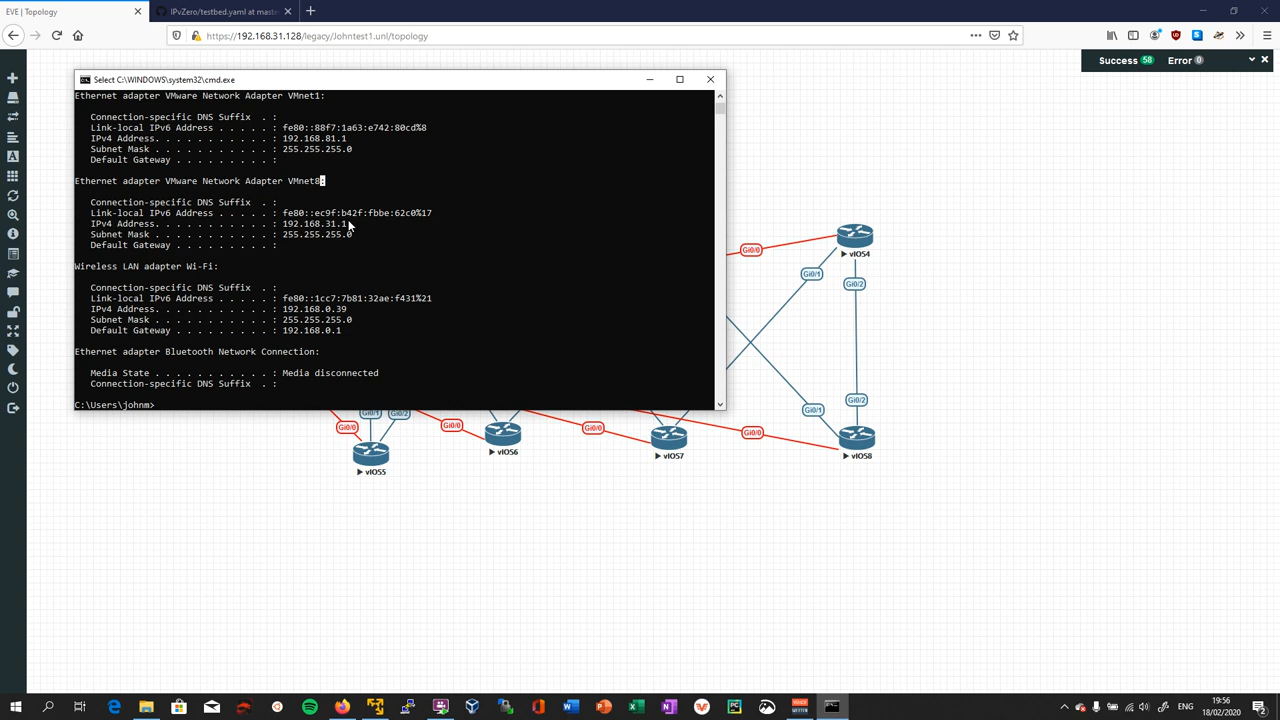 EVE | Topology
IPvZero/testbed.yaml at maste
https://192.168.31.128/legacy/Johntest1.unl/topology
Success 58 Error 0
Select C:\WINDOWS\system32\cmd.exe
Ethernet adapter VMware Network Adapter VMnet1:
Connection-specific DNS Suffix . :
Link-local IPv6 Address . . . . . : fe80::88f7:1a63:e742:80cd%8
IPv4 Address. . . . . . . . . . . : 192.168.81.1
Subnet Mask . . . . . . . . . . . : 255.255.255.0
Default Gateway . . . . . . . . . :
Ethernet adapter VMware Network Adapter VMnet8:
Connection-specific DNS Suffix . :
Link-local IPv6 Address . . . . . : fe80::ec9f:b42f:fbbe:62c0%17
IPv4 Address. . . . . . . . . . . : 192.168.31.1
Subnet Mask . . . . . . . . . . . : 255.255.255.0
Default Gateway . . . . . . . . . :
Wireless LAN adapter Wi-Fi:
Connection-specific DNS Suffix . :
Link-local IPv6 Address . . . . . : fe80::1cc7:7b81:32ae:f431%21
IPv4 Address. . . . . . . . . . . : 192.168.0.39
Subnet Mask . . . . . . . . . . . : 255.255.255.0
Default Gateway . . . . . . . . . : 192.168.0.1
Ethernet adapter Bluetooth Network Connection:
Media State . . . . . . . . . . . : Media disconnected
Connection-specific DNS Suffix . :
C:\Users\johnm>
Gi0/0
vIOS4
Gi0/1
Gi0/2
Gi0/2
Gi0/1
Gi0/1
Gi0/2
Gi0/0
Gi0/0
Gi0/0
Gi0/0
vIOS5
vIOS6
vIOS7
vIOS8
ENG
19:56
18/02/2020